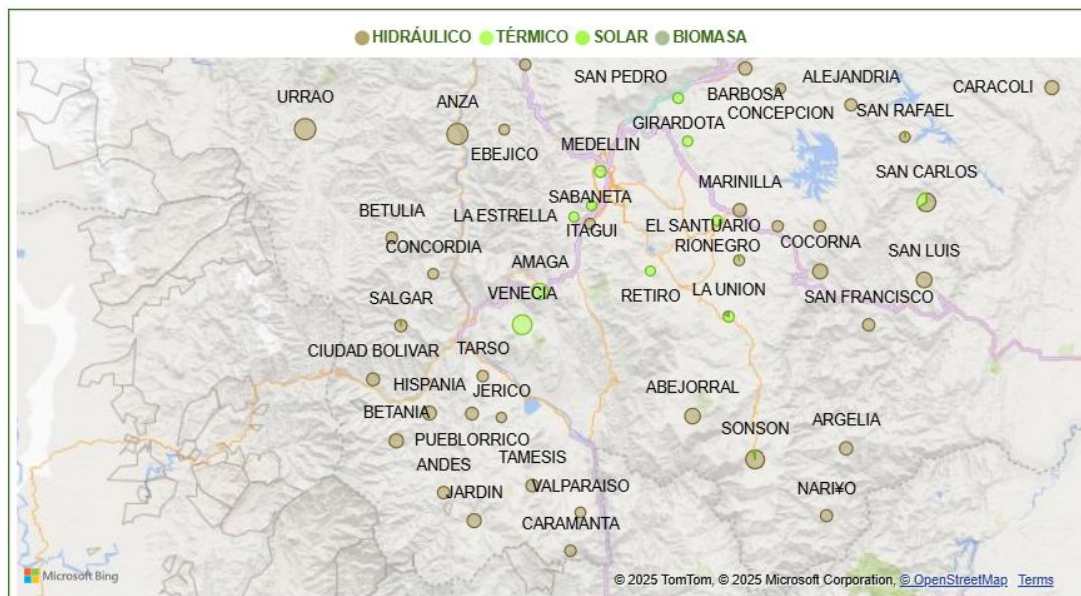 HIDRÁULICO TÉRMICO SOLAR BIOMASA
SAN PEDRO
ALEJANDRIA
CARACOLI
URRAO
ANZA
BARBOSA
CONCEPCION
SAN RAFAEL
GIRARDOTA
EBEJICO
MEDELLIN
SAN CARLOS
MARINILLA
SABANETA
BETULIA
LA ESTRELLA
ITAGUI
EL SANTUARIO
RIONEGRO
COCORNA
CONCORDIA
SAN LUIS
AMAGA
VENECIA
SALGAR
RETIRO
LA UNION
SAN FRANCISCO
CIUDAD BOLIVAR
TARSO
HISPANIA
JERICO
ABEJORRAL
BETANIA
ARGELIA
SONSON
PUEBLORRICO
TAMESIS
ANDES
VALPARAISO
NARI¥O
JARDIN
CARAMANTA
Microsoft Bing
© 2025 TomTom, © 2025 Microsoft Corporation, © OpenStreetMap Terms